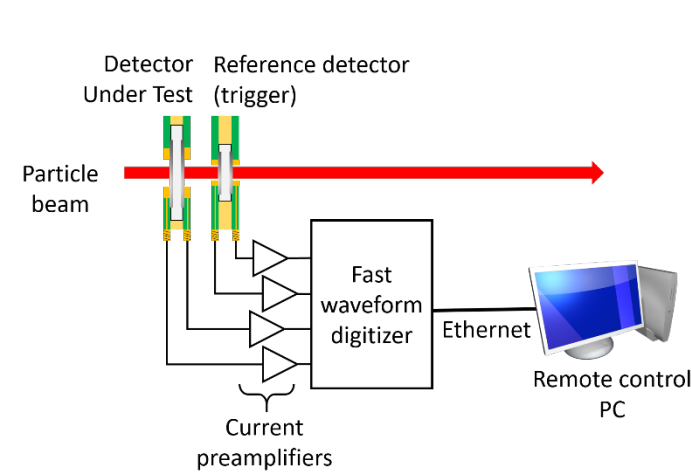 Detector
Under Test
Reference detector
(trigger)
Particle
beam
Fast
waveform
digitizer
Ethernet
Remote control
PC
Current
preamplifiers